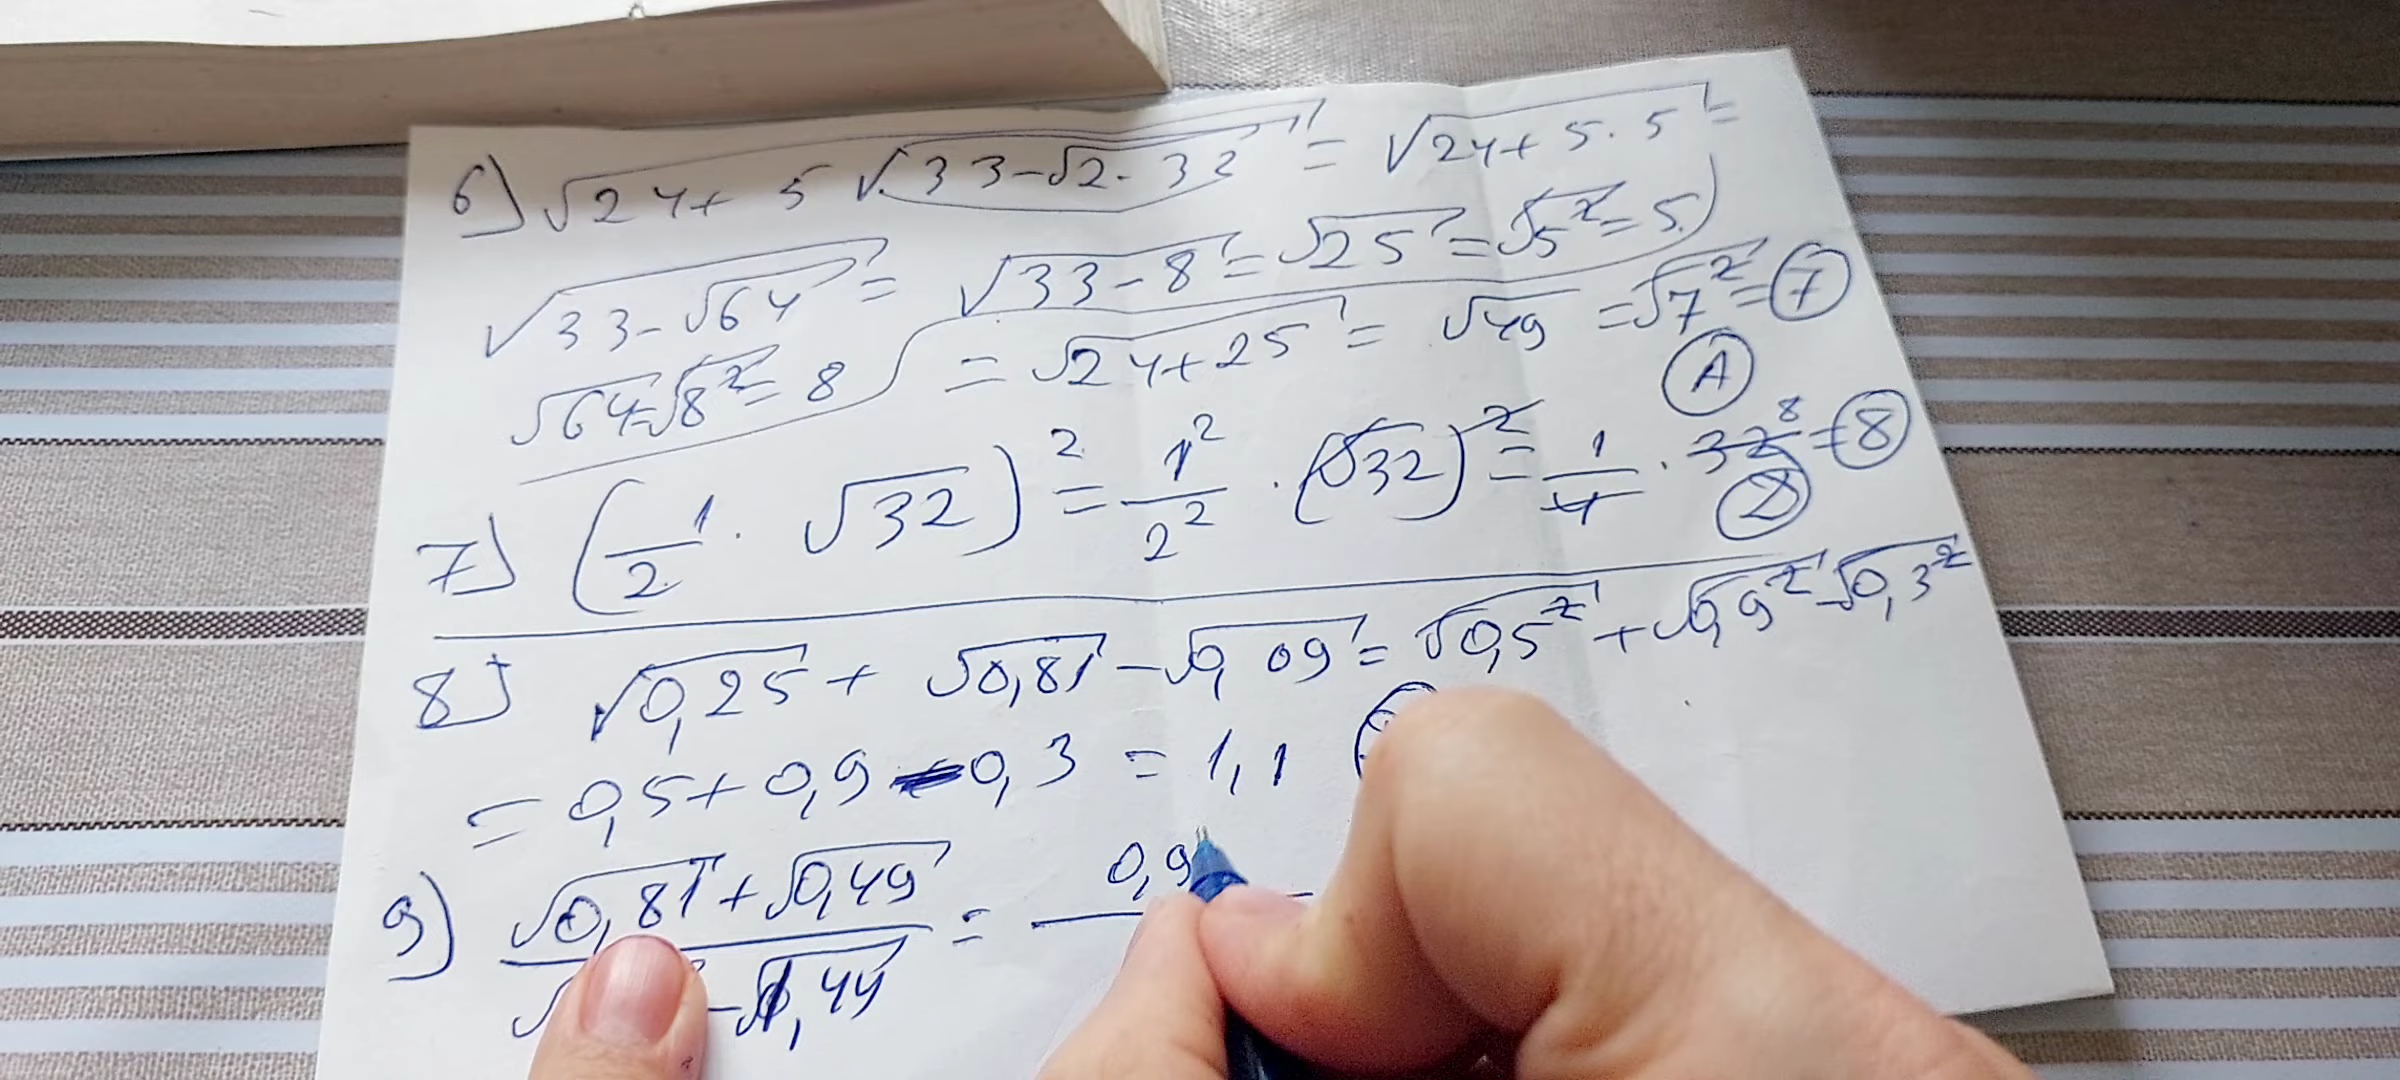 6) √24+ 5 √33-√2·32 = √24+5·5 =
√33-√64 = √33-8 = √25 = √5² = 5
√64=√8²=8 = √24+25 = √49 = √7² = 7
A
7) (1/2 · √32)² = 1²/2² · (√32)² = 1/4 · 32 8 = 8
8) √0,25 + √0,81 - √0,09 = √0,5² + √0,9² - √0,3²
= 0,5 + 0,9 - 0,3 = 1,1
9) √0,81 + √0,49 / √ - √1,44 = 0,9